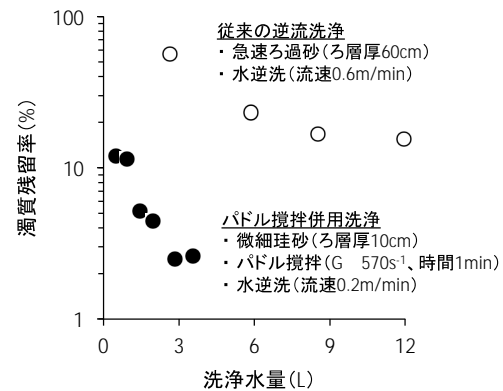 100
従来の逆流洗浄
・ 急速ろ過砂（ろ層厚60cm）
・ 水逆洗（流速0.6m/min）
濁質残留率（%）
10
パドル撹拌併用洗浄
・ 微細珪砂（ろ層厚10cm）
・ パドル撹拌（G　570s-1、時間1min）
・ 水逆洗（流速0.2m/min）
1
0 3 6 9 12
洗浄水量（L）